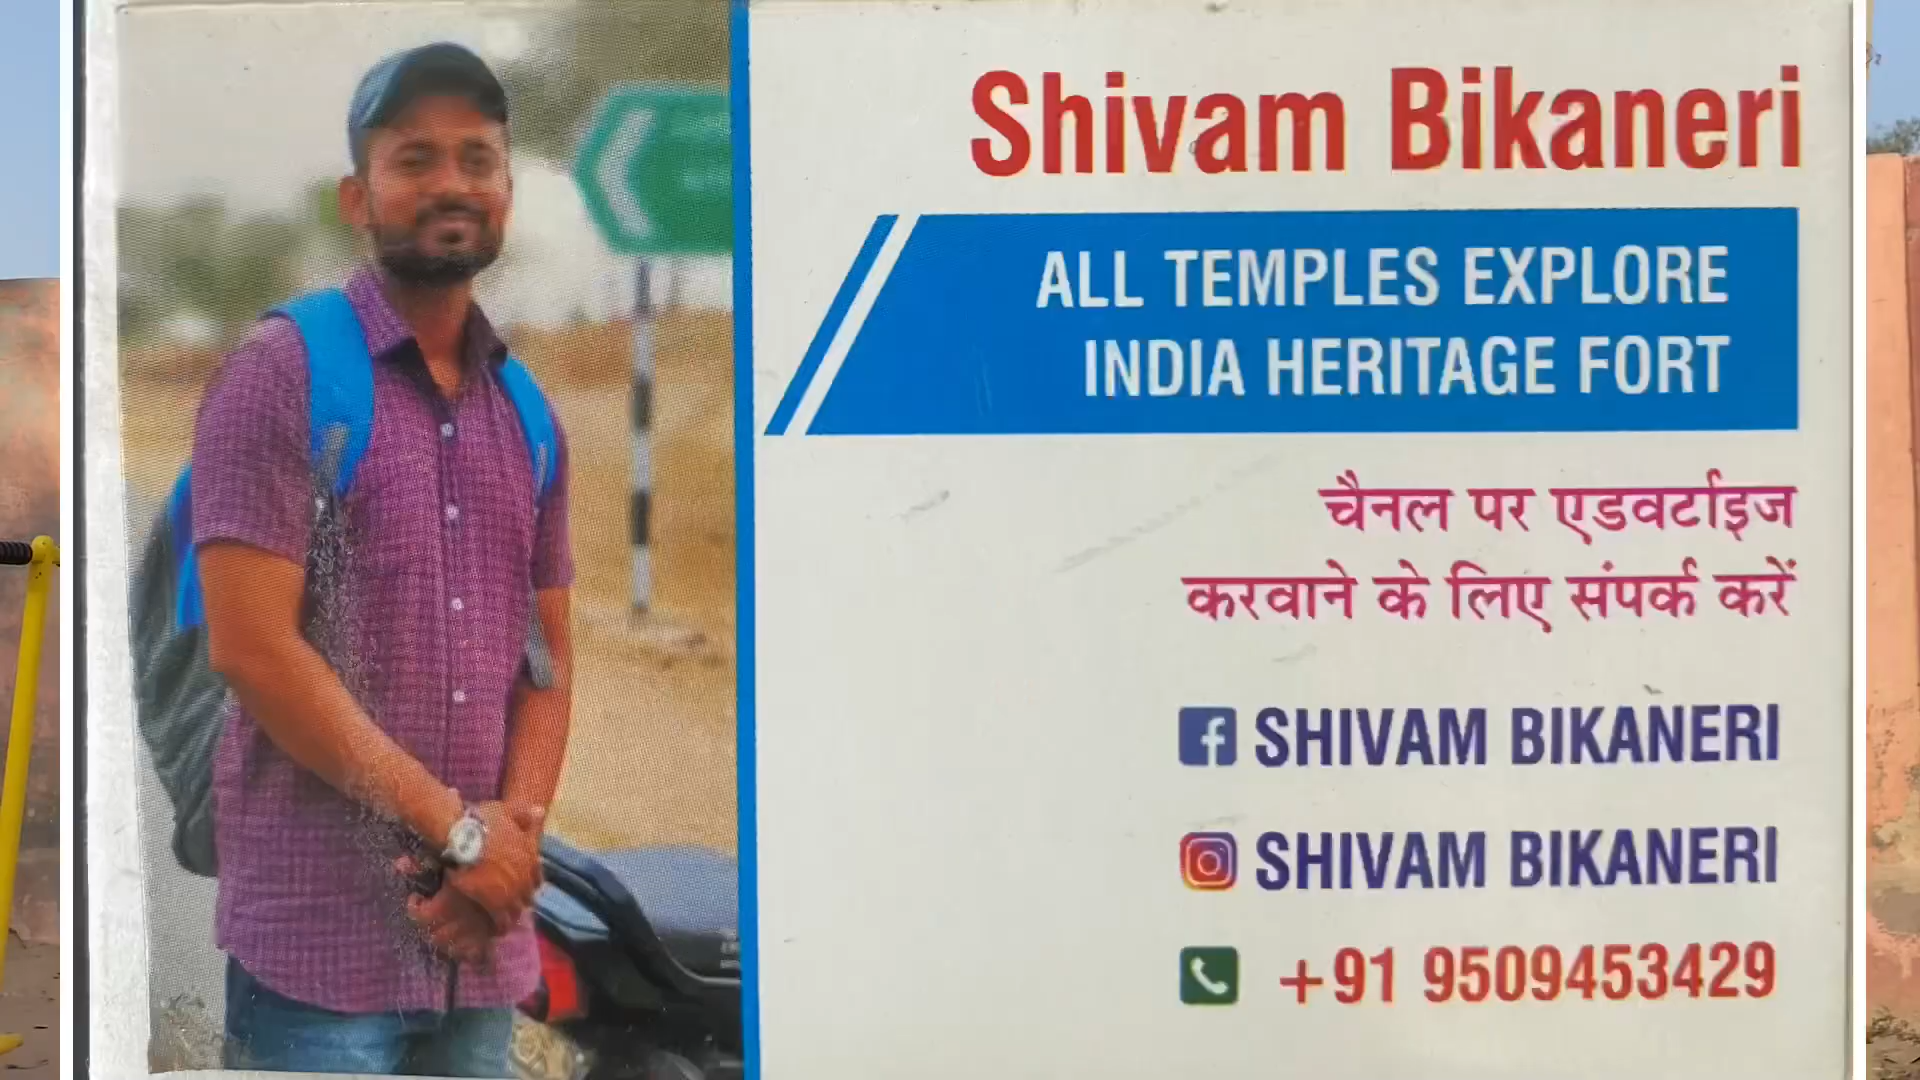 Shivam Bikaneri
ALL TEMPLES EXPLORE
INDIA HERITAGE FORT
चैनल पर एडवर्टाइज
करवाने के लिए संपर्क करें
SHIVAM BIKANERI
SHIVAM BIKANERI
+91 9509453429